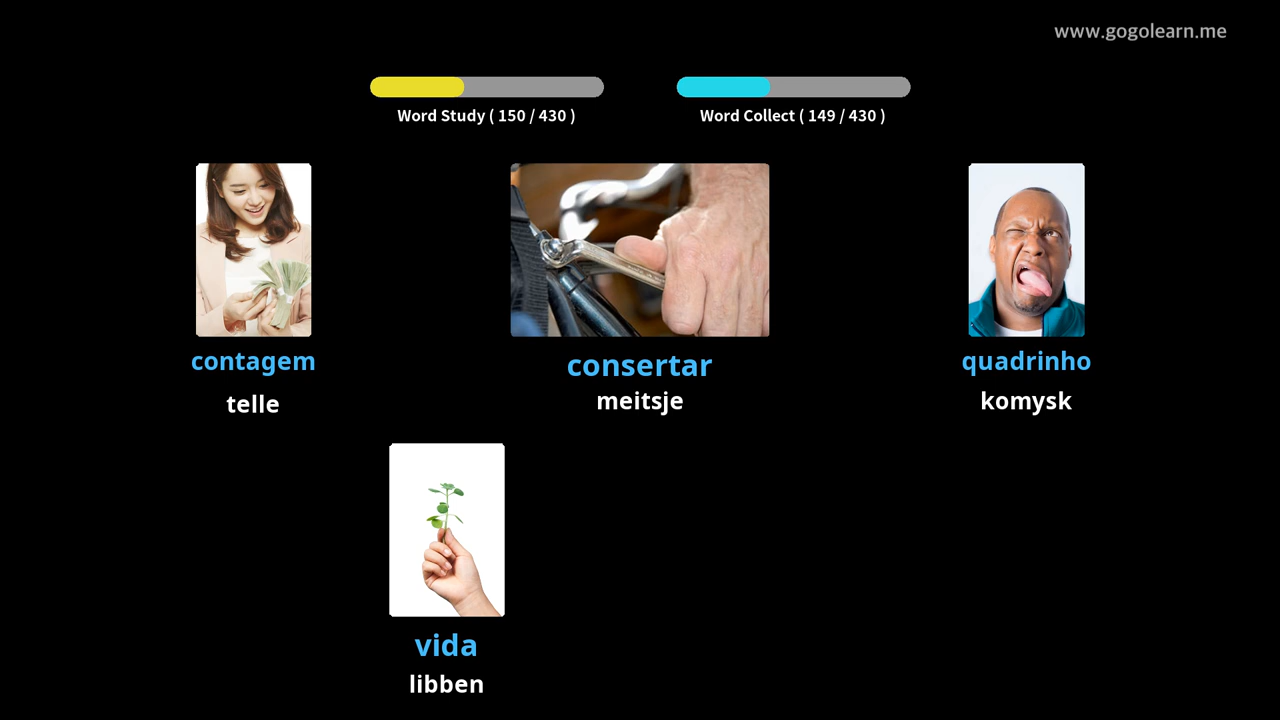 www.gogolearn.me
Word Study ( 150 / 430 )
Word Collect ( 149 / 430 )
contagem
telle
consertar
meitsje
quadrinho
komysk
vida
libben